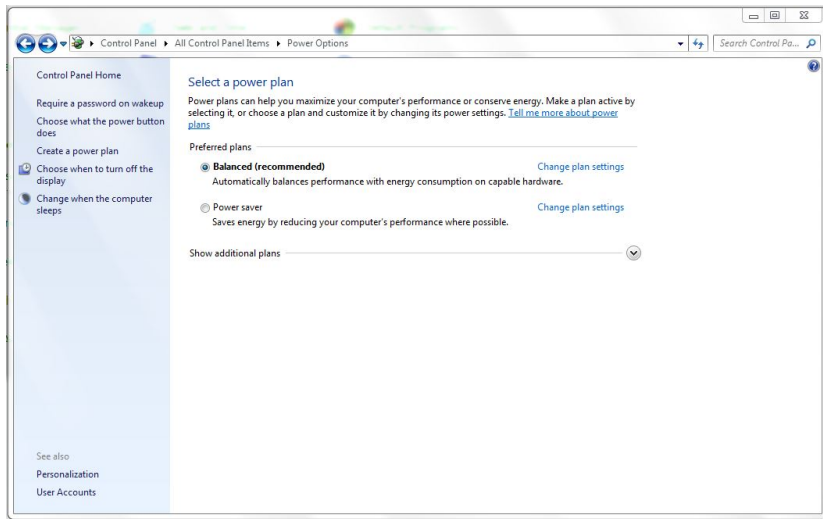 Control Panel ▸ All Control Panel Items ▸ Power Options
Search Control Pa...
Control Panel Home
Require a password on wakeup
Choose what the power button
does
Create a power plan
Choose when to turn off the
display
Change when the computer
sleeps
See also
Personalization
User Accounts
Select a power plan
Power plans can help you maximize your computer's performance or conserve energy. Make a plan active by
selecting it, or choose a plan and customize it by changing its power settings. Tell me more about power
plans
Preferred plans
Balanced (recommended) Change plan settings
Automatically balances performance with energy consumption on capable hardware.
Power saver Change plan settings
Saves energy by reducing your computer's performance where possible.
Show additional plans